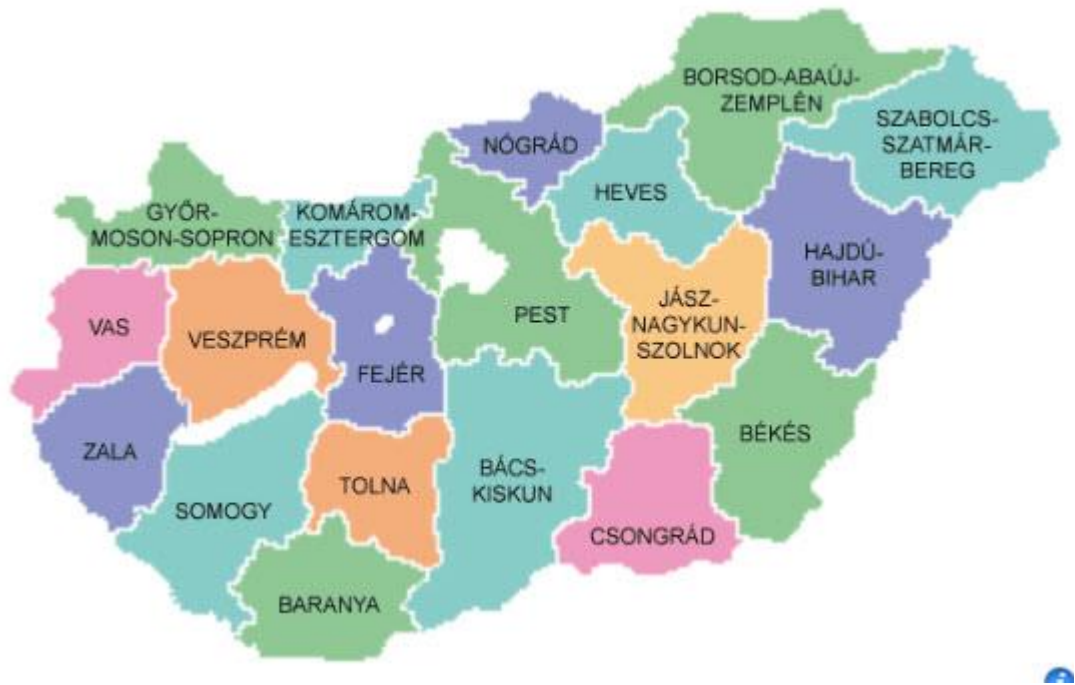 BORSOD-ABAÚJ-
ZEMPLÊN
SZABOLCS-
SZATMÁR-
BEREG
NÓGRÁD
HEVES
GYŐR-
MOSON-SOPRON
KOMÁROM-
ESZTERGOM
HAJDÚ-
BIHAR
VAS
VESZPRÉM
FEJÉR
PEST
JÁSZ-
NAGYKUN-
SZOLNOK
ZALA
SOMOGY
TOLNA
BÁCS-
KISKUN
BÉKÉS
CSONGRÁD
BARANYA